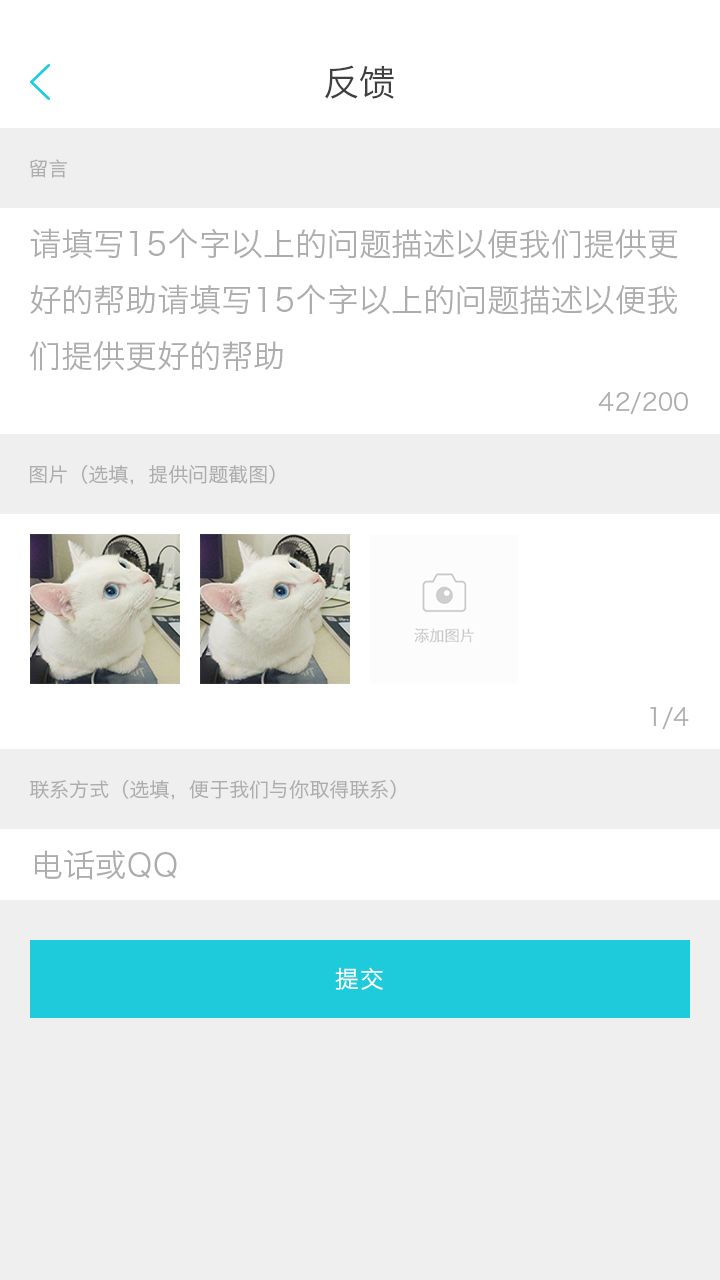 反馈
留言
请填写15个字以上的问题描述以便我们提供更
好的帮助请填写15个字以上的问题描述以便我
们提供更好的帮助
42/200
图片（选填，提供问题截图）
添加图片
1/4
联系方式（选填，便于我们与你取得联系）
电话或QQ
提交